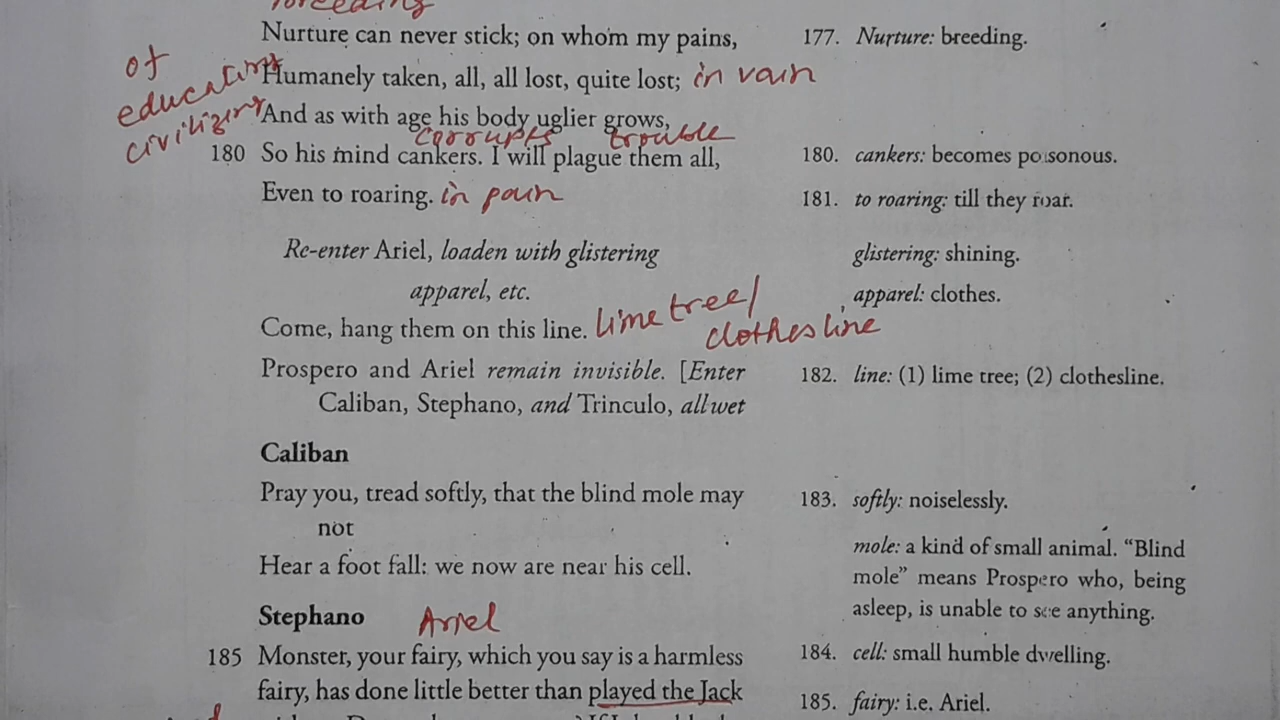 breeding
Nurture can never stick; on whom my pains,
177. Nurture: breeding.
of
educating
civilizing
Humanely taken, all, all lost, quite lost; in vain
And as with age his body uglier grows,
corrupts trouble
180 So his mind cankers. I will plague them all,
180. cankers: becomes poisonous.
Even to roaring. in pain
181. to roaring: till they roar.
Re-enter Ariel, loaden with glistering
glistering: shining.
apparel, etc.
apparel: clothes.
Come, hang them on this line. lime tree/
clothesline
Prospero and Ariel remain invisible. [Enter
182. line: (1) lime tree; (2) clothesline.
Caliban, Stephano, and Trinculo, all wet
Caliban
Pray you, tread softly, that the blind mole may
183. softly: noiselessly.
not
mole: a kind of small animal. “Blind
Hear a foot fall: we now are near his cell.
mole” means Prospero who, being
asleep, is unable to see anything.
Stephano Ariel
185 Monster, your fairy, which you say is a harmless
184. cell: small humble dwelling.
fairy, has done little better than played the Jack
185. fairy: i.e. Ariel.